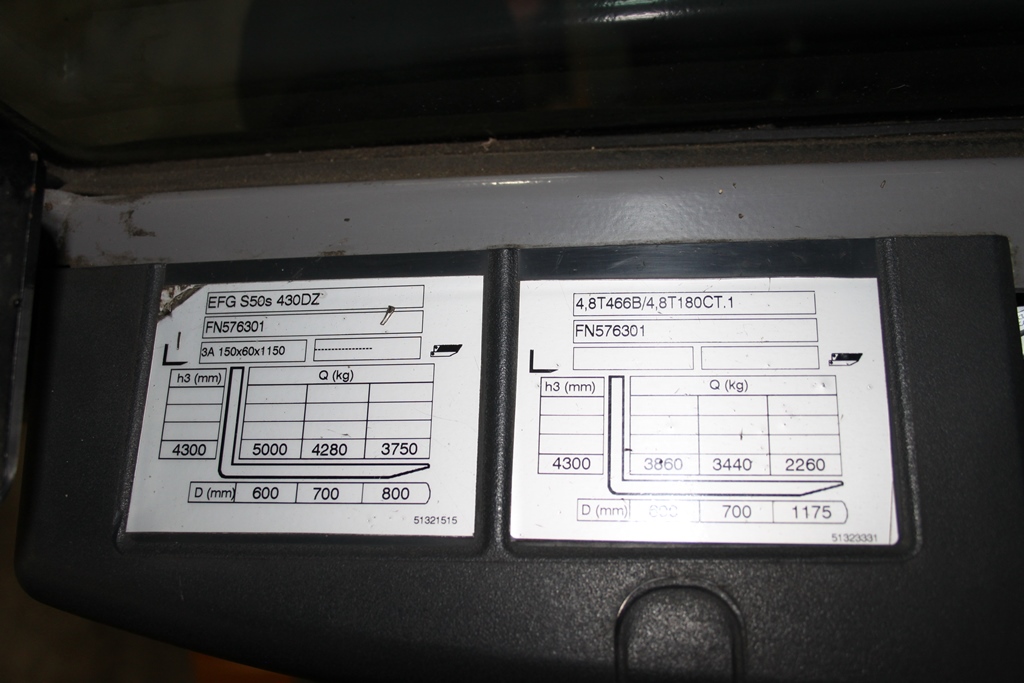 EFG S50s 430DZ
FN576301
3A 150x60x1150 ---------------
h3 (mm) Q (kg)
4300 5000 4280 3750
D (mm) 600 700 800
51321515
4,8T466B/4,8T180CT.1
FN576301
h3 (mm) Q (kg)
4300 3860 3440 2260
D (mm) 700 1175
51323331